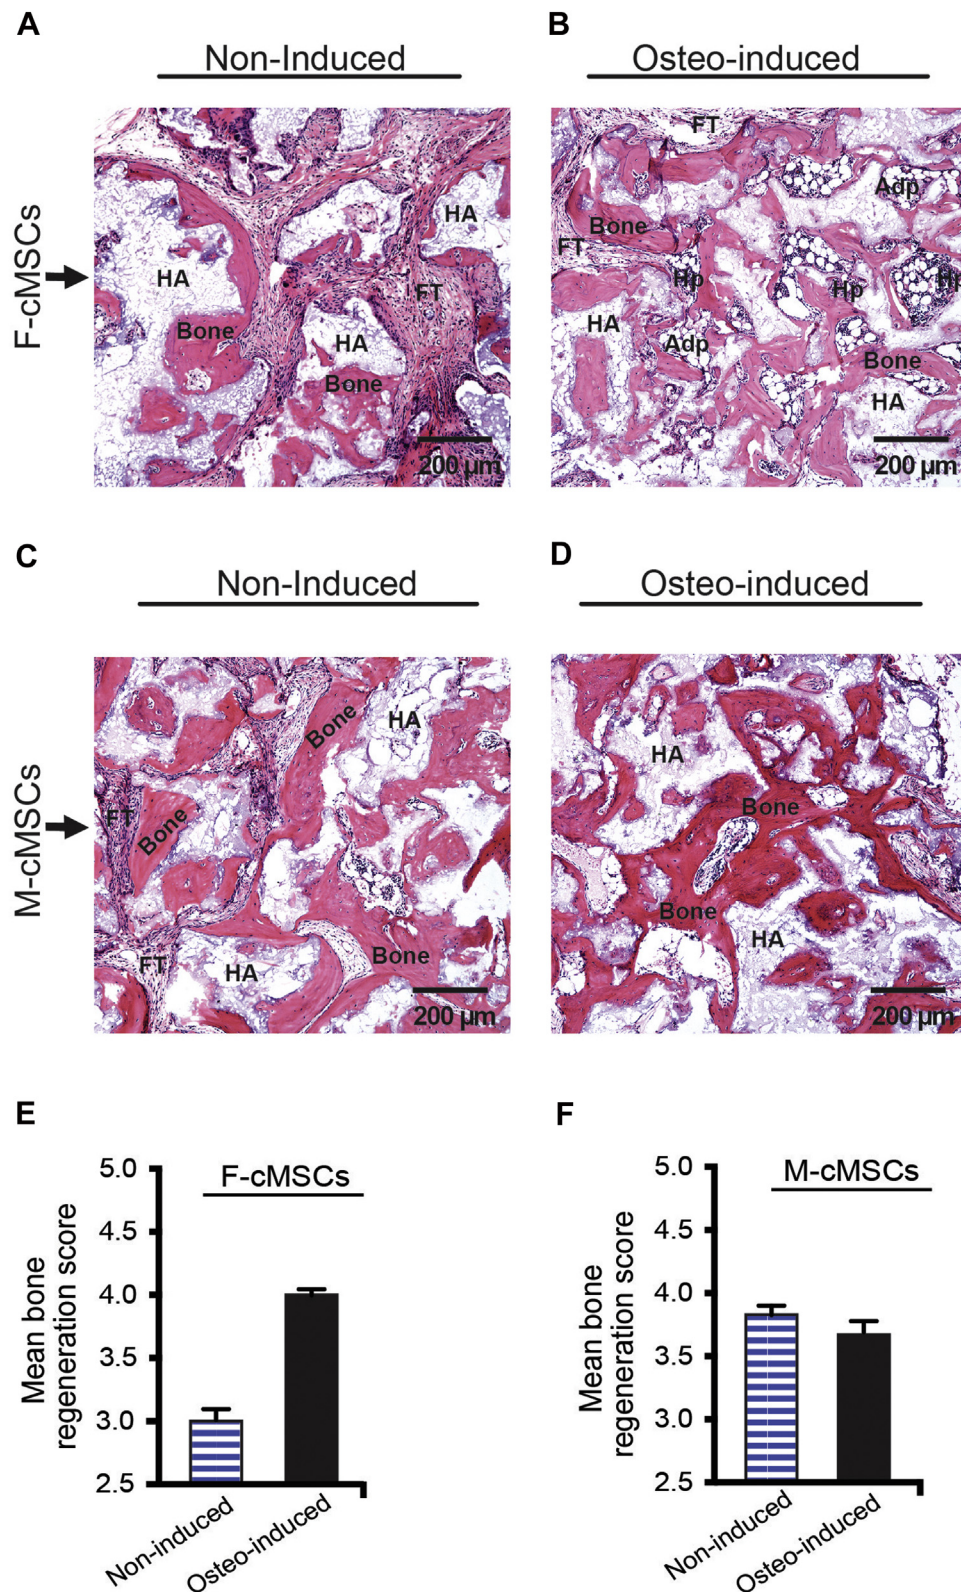 A
B
Non-Induced
Osteo-induced
F-cMSCs
HA
HA
FT
Bone
HA
Bone
200 µm
FT
Adp
Bone
FT
Hp
Hp
Hp
HA
Adp
Bone
HA
200 µm
C
D
Non-Induced
Osteo-induced
M-cMSCs
Bone
HA
FT
Bone
FT
HA
Bone
200 µm
HA
Bone
Bone
HA
200 µm
E
F
F-cMSCs
Mean bone
regeneration score
5.0
4.5
4.0
3.5
3.0
2.5
Non-induced
Osteo-induced
M-cMSCs
Mean bone
regeneration score
5.0
4.5
4.0
3.5
3.0
2.5
Non-induced
Osteo-induced